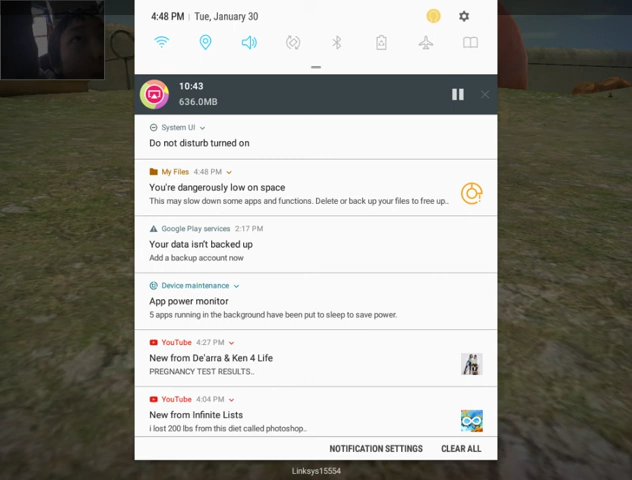 4:48 PM | Tue, January 30
10:43
636.0MB
System UI
Do not disturb turned on
My Files 4:48 PM
You're dangerously low on space
This may slow down some apps and functions. Delete or back up your files to free up..
Google Play services 2:17 PM
Your data isn't backed up
Add a backup account now
Device maintenance
App power monitor
5 apps running in the background have been put to sleep to save power.
YouTube 4:27 PM
New from De'arra & Ken 4 Life
PREGNANCY TEST RESULTS..
YouTube 4:04 PM
New from Infinite Lists
i lost 200 lbs from this diet called photoshop..
NOTIFICATION SETTINGS CLEAR ALL
Linksys15554